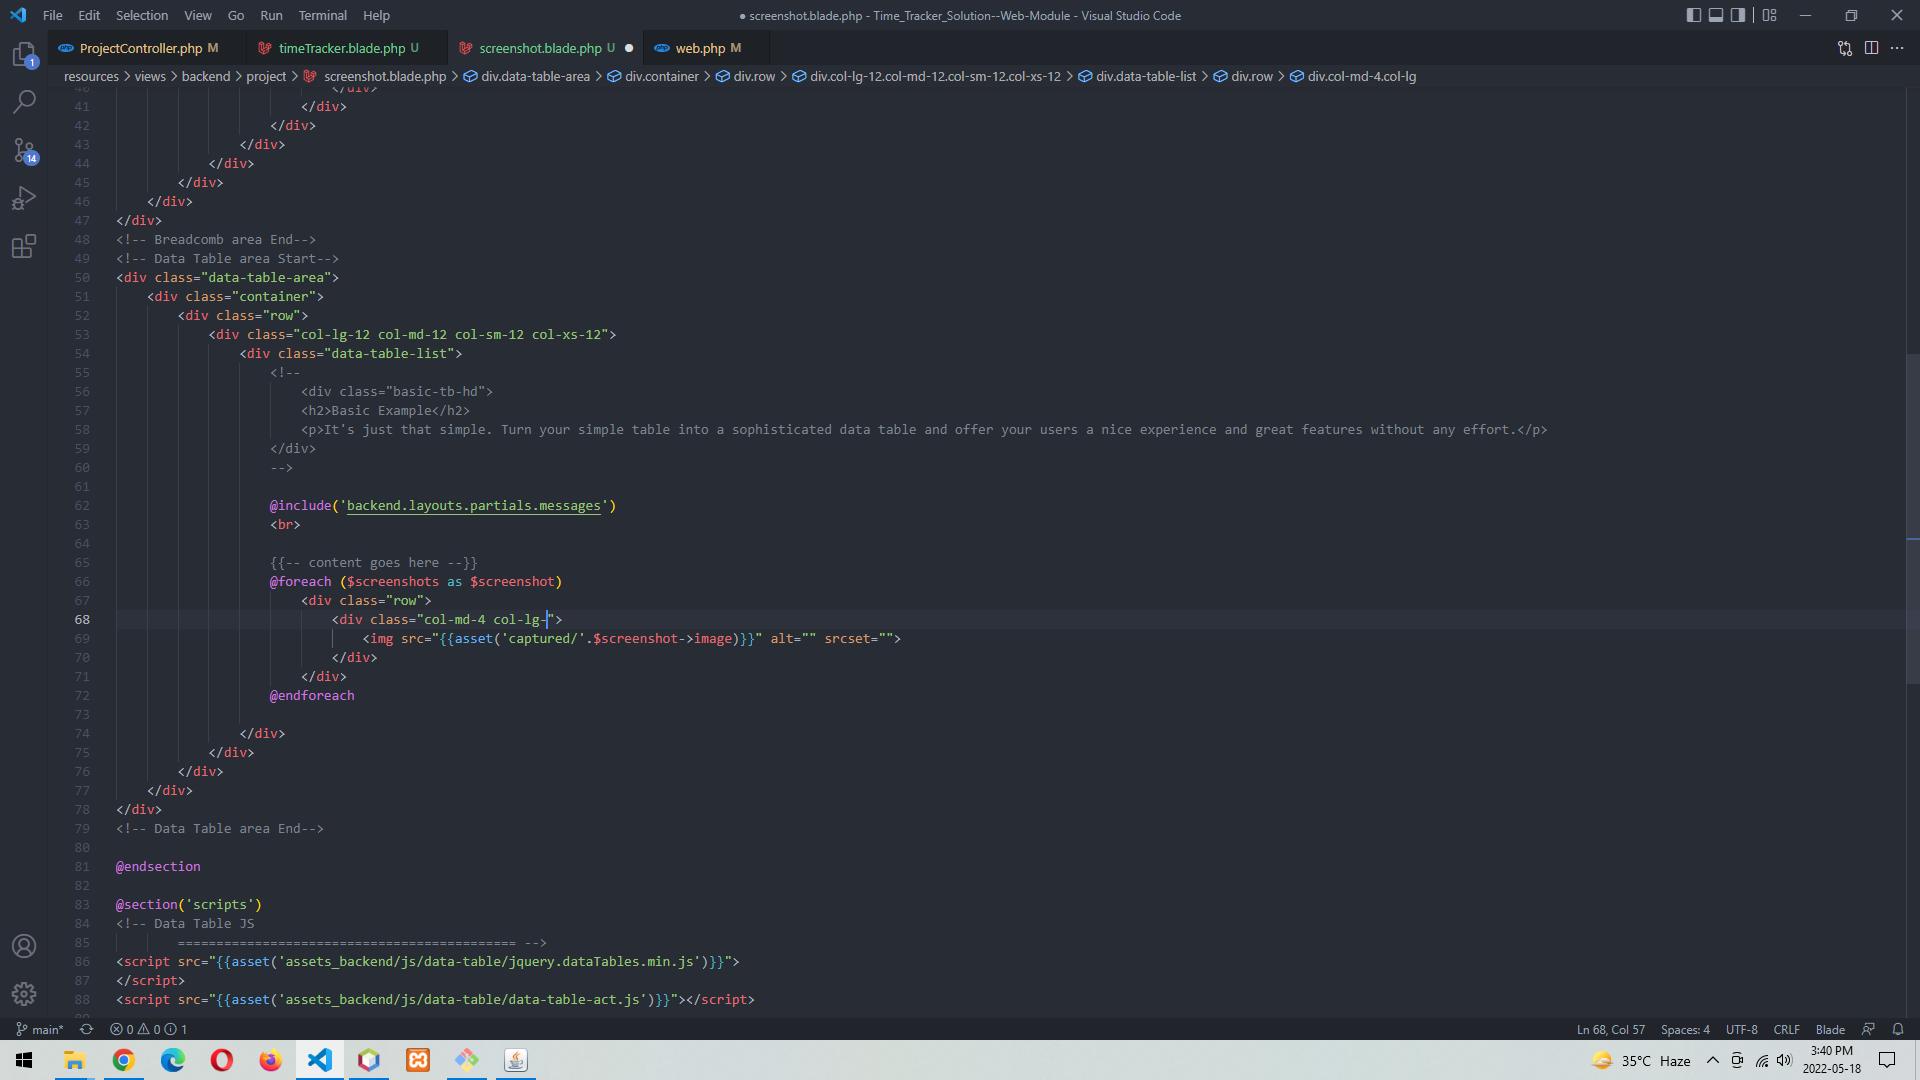 File Edit Selection View Go Run Terminal Help
● screenshot.blade.php - Time_Tracker_Solution--Web-Module - Visual Studio Code
ProjectController.php M
timeTracker.blade.php U
screenshot.blade.php U ●
web.php M
resources > views > backend > project > screenshot.blade.php > div.data-table-area > div.container > div.row > div.col-lg-12.col-md-12.col-sm-12.col-xs-12 > div.data-table-list > div.row > div.col-md-4.col-lg
40 </div>
41 </div>
42 </div>
43 </div>
44 </div>
45 </div>
46 </div>
47 </div>
48 <!-- Breadcomb area End-->
49 <!-- Data Table area Start-->
50 <div class="data-table-area">
51 <div class="container">
52 <div class="row">
53 <div class="col-lg-12 col-md-12 col-sm-12 col-xs-12">
54 <div class="data-table-list">
55 <!--
56 <div class="basic-tb-hd">
57 <h2>Basic Example</h2>
58 <p>It's just that simple. Turn your simple table into a sophisticated data table and offer your users a nice experience and great features without any effort.</p>
59 </div>
60 -->
61
62 @include('backend.layouts.partials.messages')
63 <br>
64
65 {{-- content goes here --}}
66 @foreach ($screenshots as $screenshot)
67 <div class="row">
68 <div class="col-md-4 col-lg-">
69 <img src="{{asset('captured/'.$screenshot->image)}}" alt="" srcset="">
70 </div>
71 </div>
72 @endforeach
73
74 </div>
75 </div>
76 </div>
77 </div>
78 </div>
79 <!-- Data Table area End-->
80
81 @endsection
82
83 @section('scripts')
84 <!-- Data Table JS
85 ============================================ -->
86 <script src="{{asset('assets_backend/js/data-table/jquery.dataTables.min.js')}}">
87 </script>
88 <script src="{{asset('assets_backend/js/data-table/data-table-act.js')}}"></script>
1
14
main* 0 0 1
Ln 68, Col 57 Spaces: 4 UTF-8 CRLF Blade
35°C Haze
3:40 PM
2022-05-18